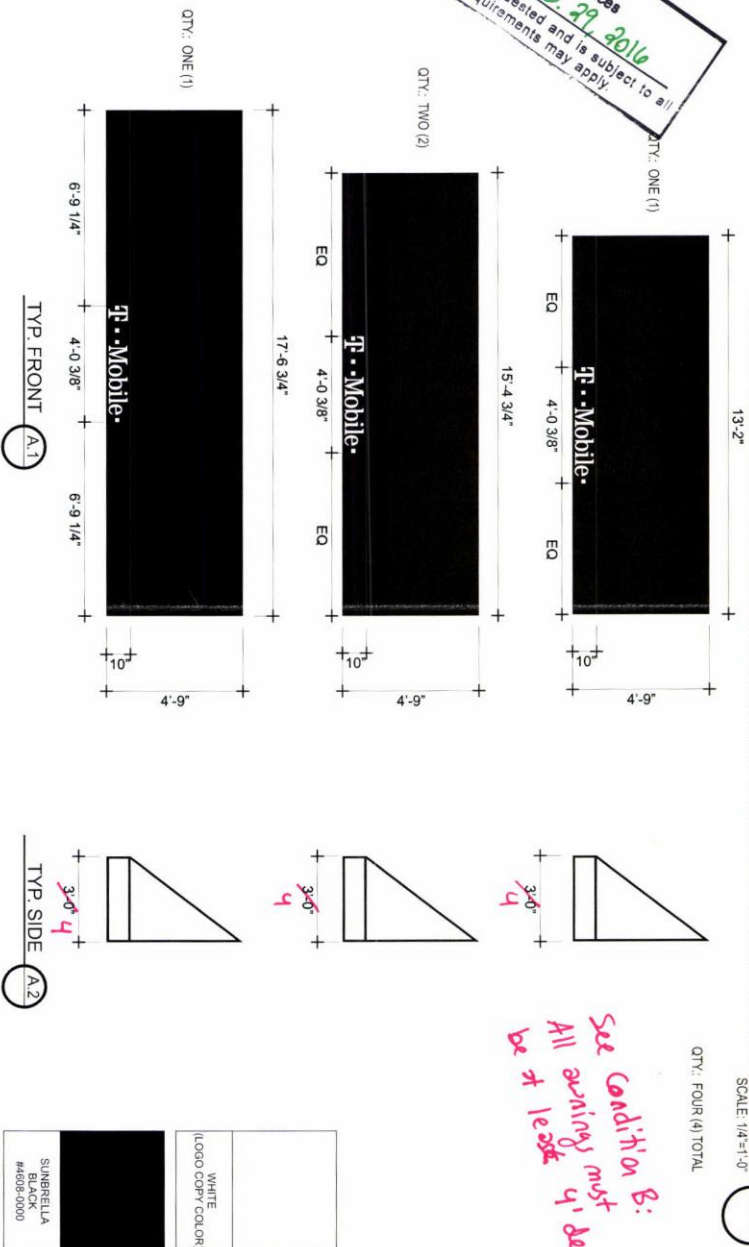 SCALE: 1/4"=1'-0"
QTY.: FOUR (4) TOTAL
29, 2016
and is subject to all
may apply.
QTY.: ONE (1)
13'-2"
T··Mobile·
EQ
4'-0 3/8"
EQ
10"
4'-9"
3'-0"
4
See Condition B:
All awnings must
be at least 4'
QTY.: TWO (2)
15'-4 3/4"
T··Mobile·
EQ
4'-0 3/8"
EQ
10"
4'-9"
3'-0"
4
QTY.: ONE (1)
17'-6 3/4"
T··Mobile·
6'-9 1/4"
4'-0 3/8"
6'-9 1/4"
10"
4'-9"
3'-0"
4
TYP. FRONT A.1
TYP. SIDE A.2
WHITE
(LOGO COPY COLOR)
SUNBRELLA
BLACK
#4608-0000